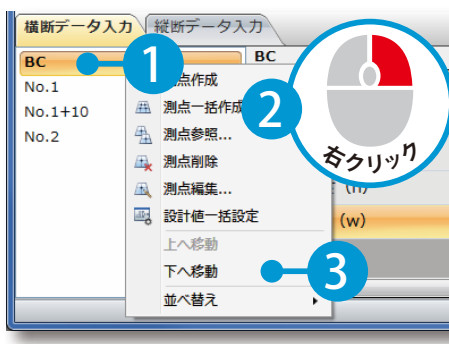 横断データ入力
縦断データ入力
BC
BC
No.1
No.1+10
No.2
1
点作成
測点一括作成
測点参照...
測点削除
測点編集...
設計値一括設定
上へ移動
下へ移動
並べ替え
2
右クリック
(w)
3